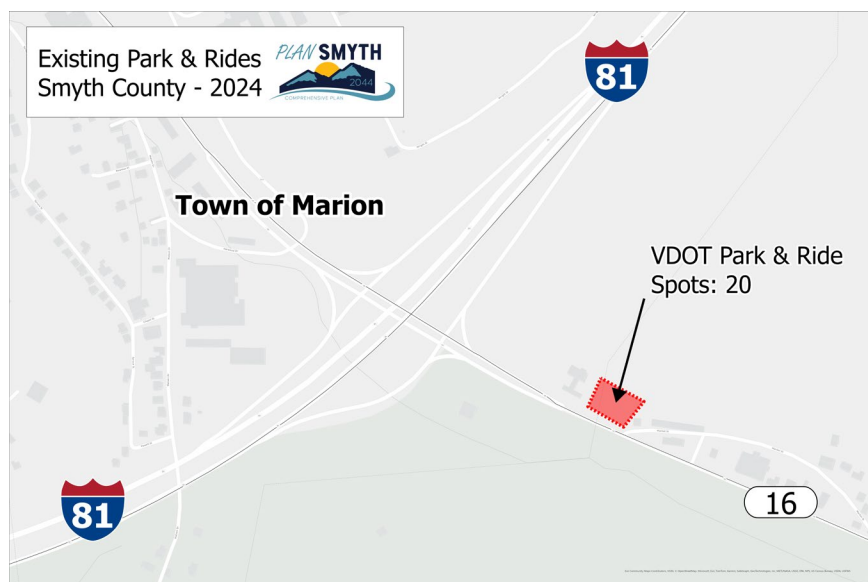 Existing Park & Rides
Smyth County - 2024
PLAN SMYTH
2044
COMPREHENSIVE PLAN
81
Town of Marion
VDOT Park & Ride
Spots: 20
81
16